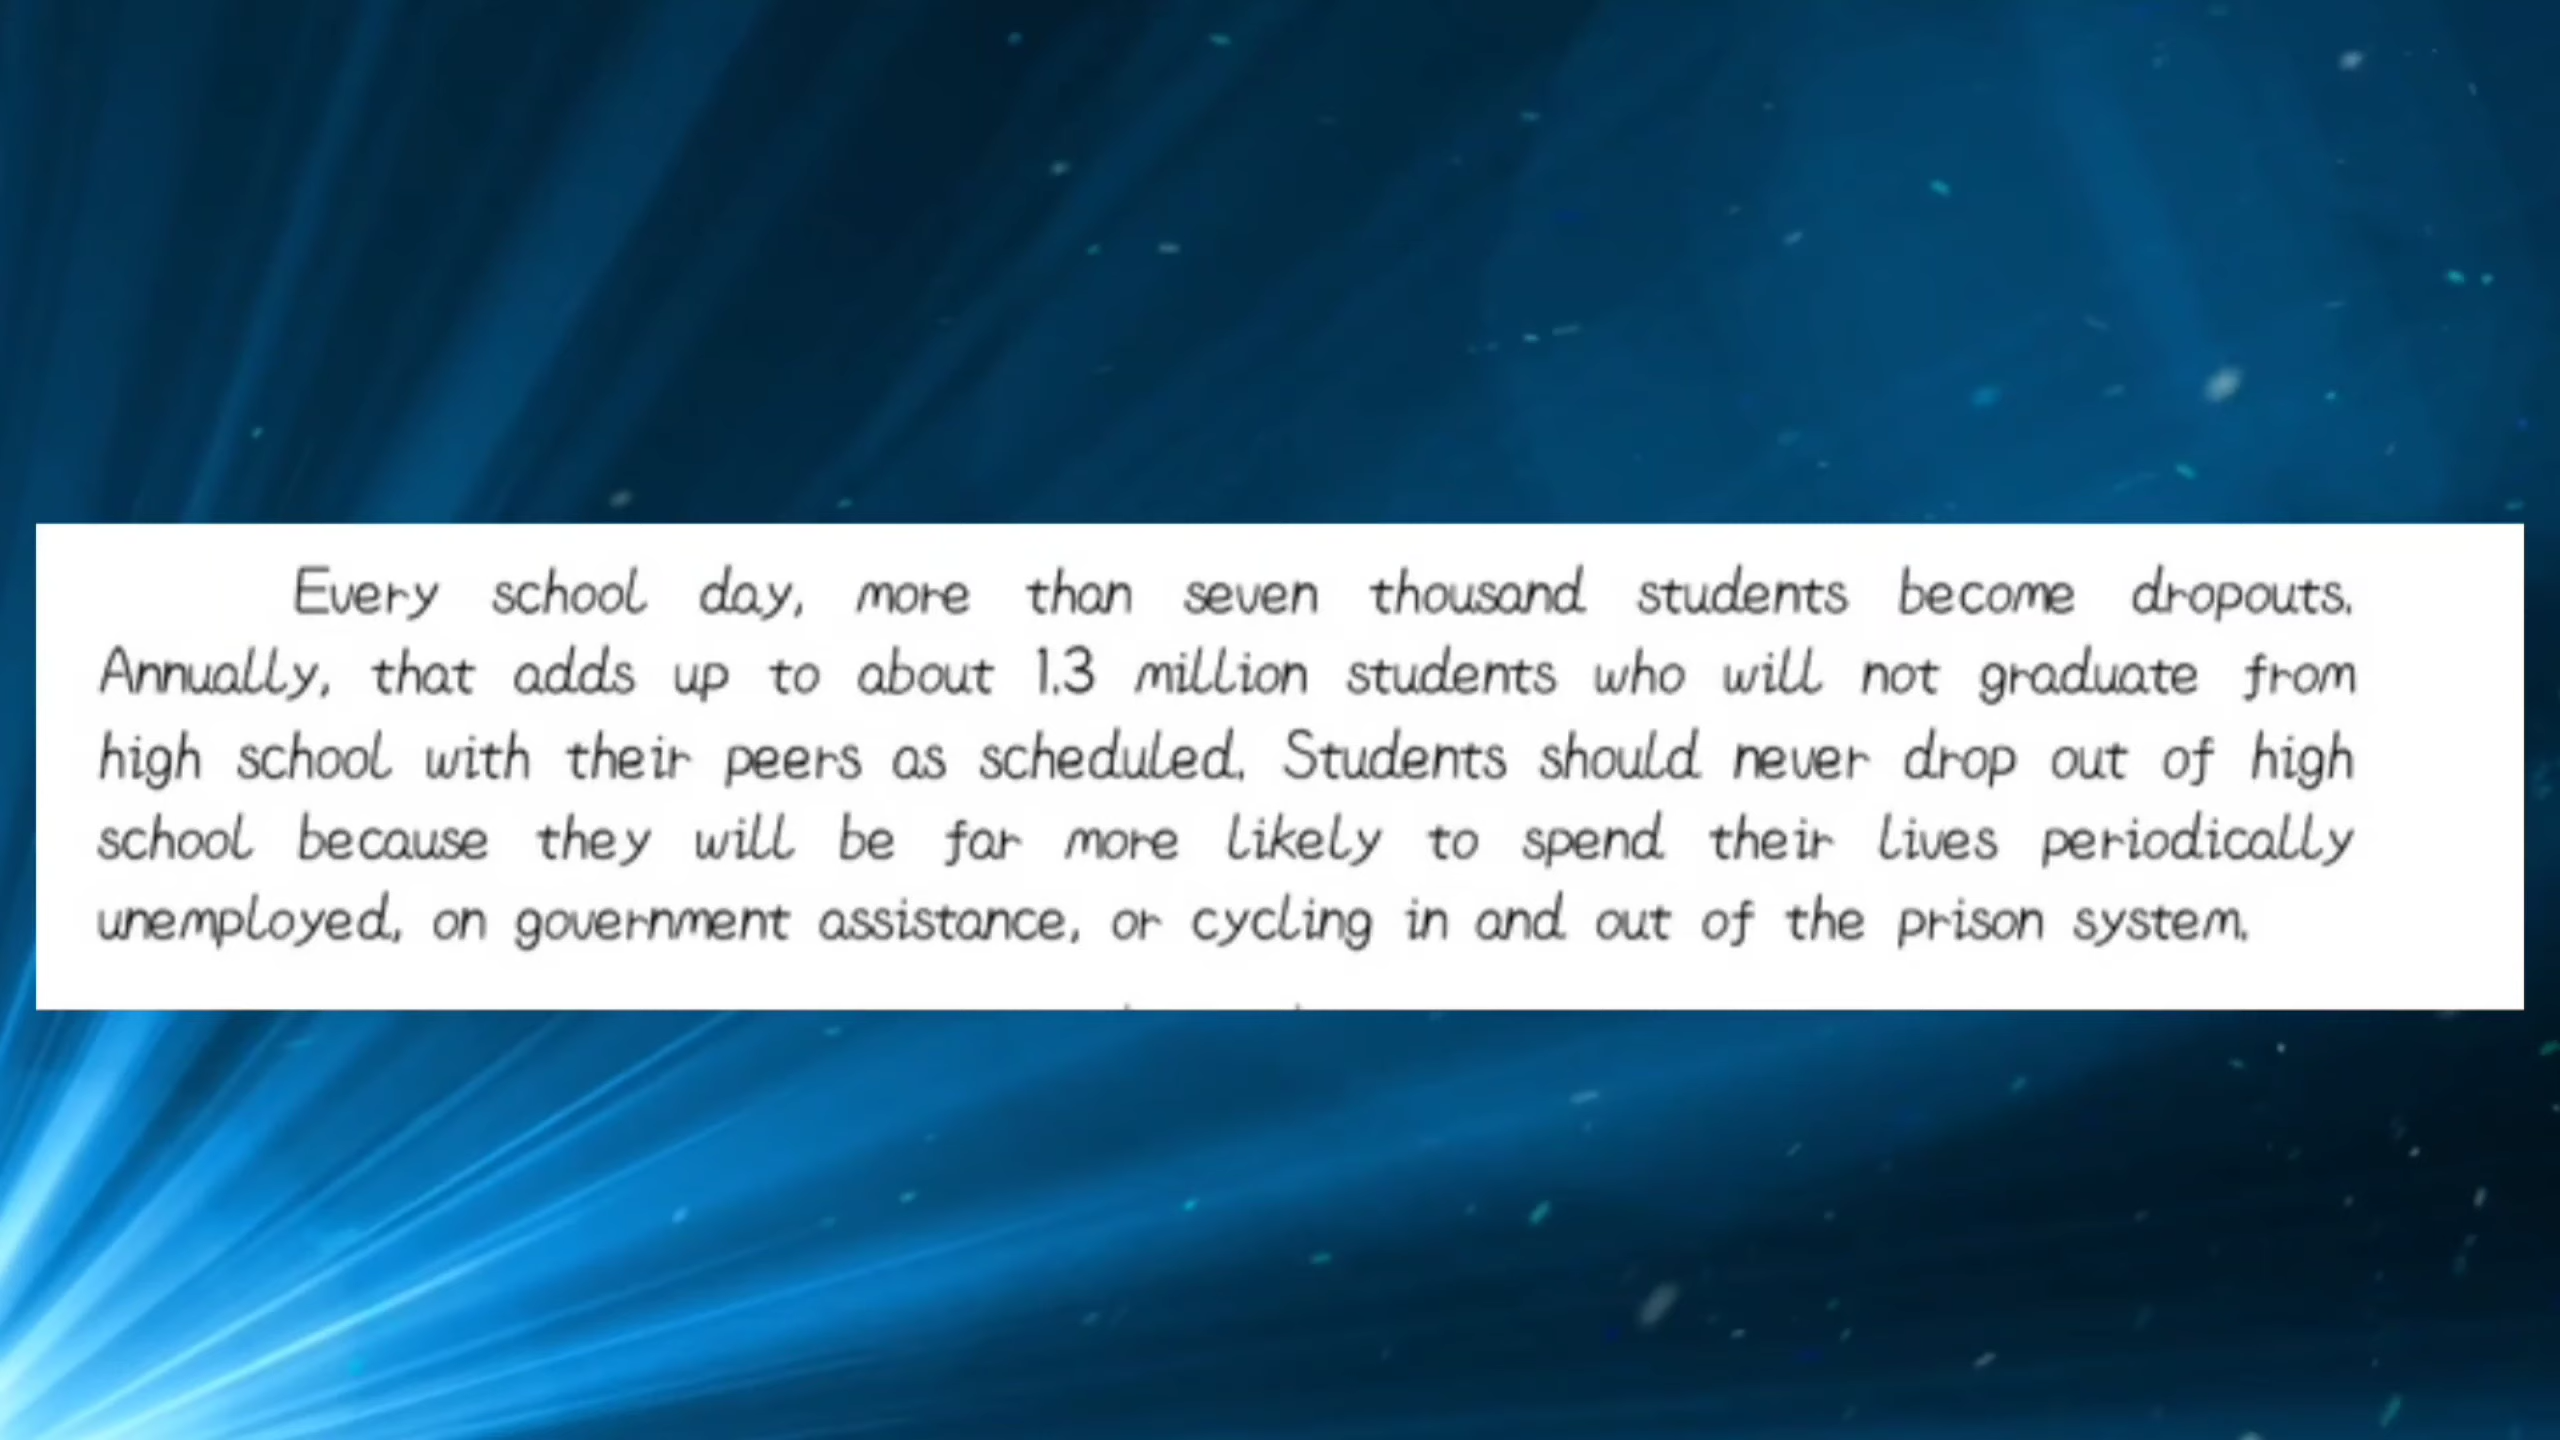 Every school day, more than seven thousand students become dropouts.
Annually, that adds up to about 1.3 million students who will not graduate from
high school with their peers as scheduled. Students should never drop out of high
school because they will be far more likely to spend their lives periodically
unemployed, on government assistance, or cycling in and out of the prison system.